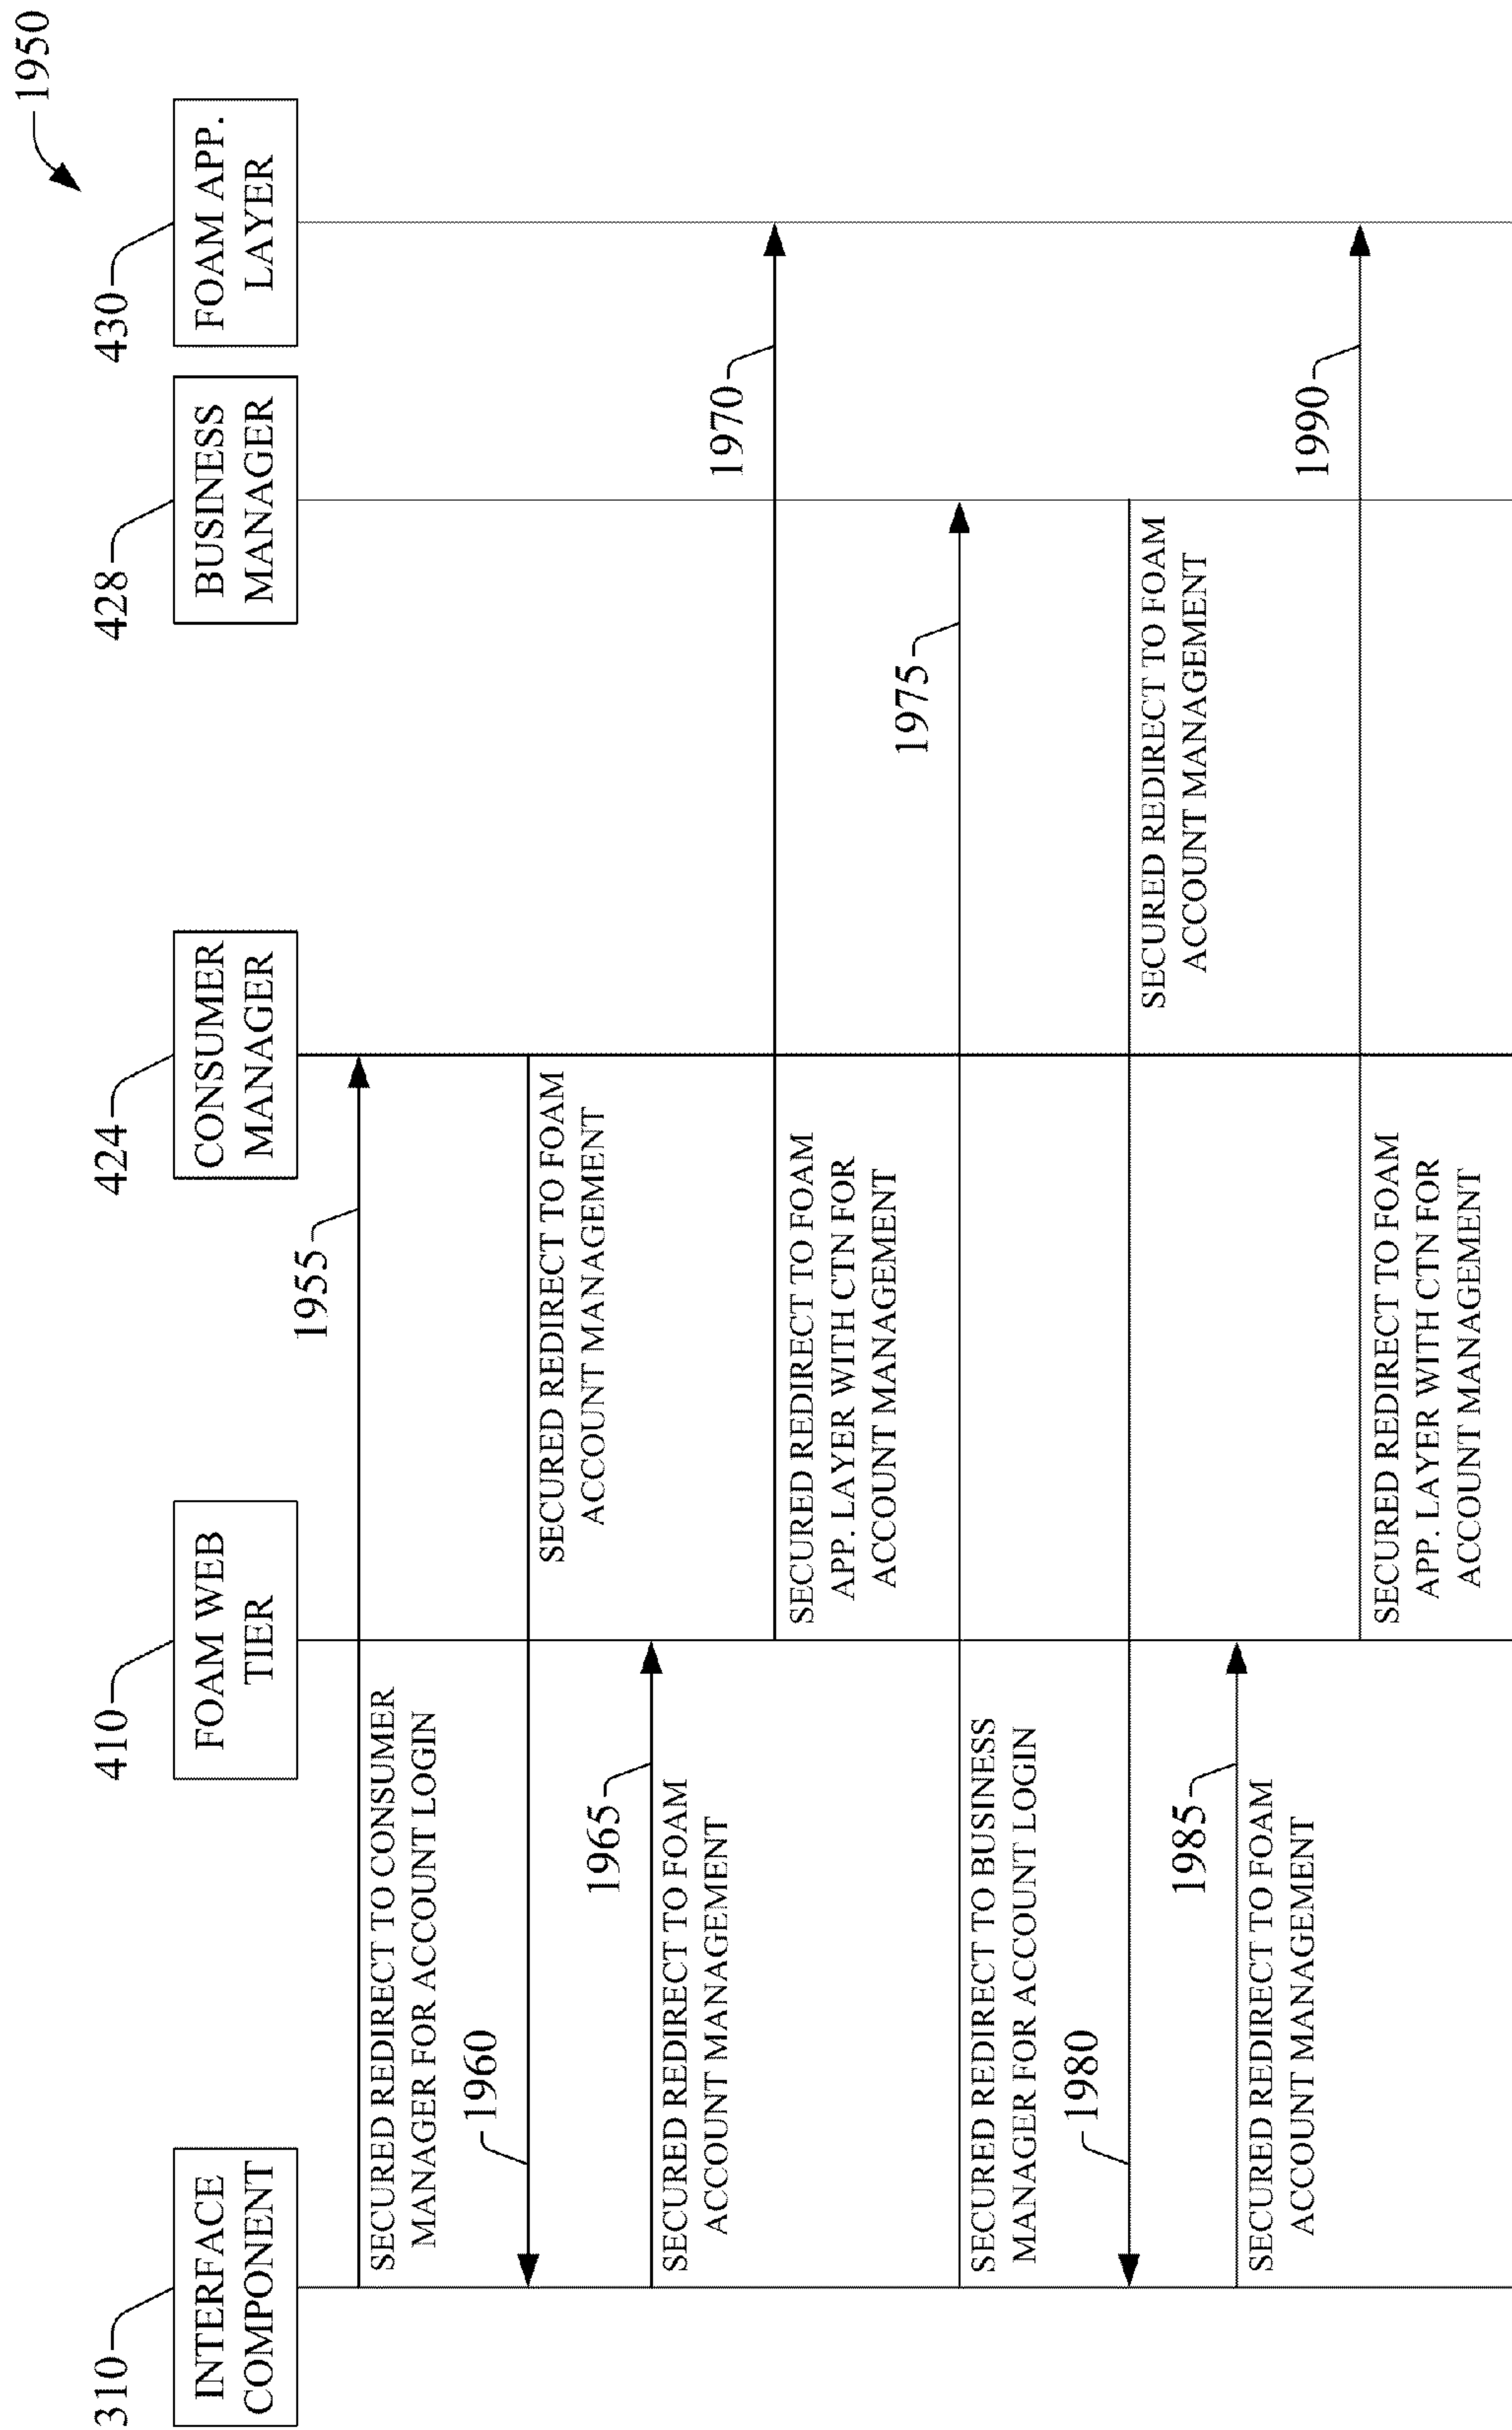 1950
310
410
424
428
430
INTERFACE
COMPONENT
FOAM WEB
TIER
CONSUMER
MANAGER
BUSINESS
MANAGER
FOAM APP.
LAYER
1955
SECURED REDIRECT TO CONSUMER
MANAGER FOR ACCOUNT LOGIN
1960
SECURED REDIRECT TO FOAM
ACCOUNT MANAGEMENT
1965
SECURED REDIRECT TO FOAM
ACCOUNT MANAGEMENT
1970
SECURED REDIRECT TO FOAM
APP. LAYER WITH CTN FOR
ACCOUNT MANAGEMENT
1975
SECURED REDIRECT TO BUSINESS
MANAGER FOR ACCOUNT LOGIN
1980
SECURED REDIRECT TO FOAM
ACCOUNT MANAGEMENT
1985
SECURED REDIRECT TO FOAM
ACCOUNT MANAGEMENT
1990
SECURED REDIRECT TO FOAM
APP. LAYER WITH CTN FOR
ACCOUNT MANAGEMENT